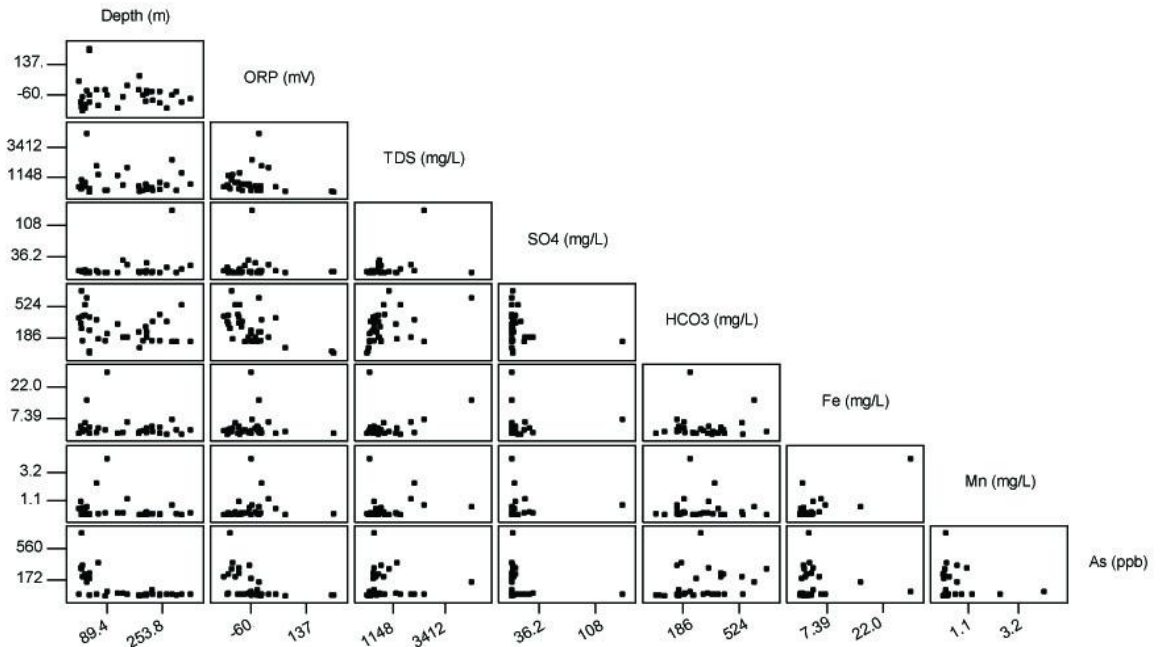 Depth (m)
137.
-60.
ORP (mV)
3412
1148
TDS (mg/L)
108
36.2
SO4 (mg/L)
524
186
HCO3 (mg/L)
22.0
7.39
Fe (mg/L)
3.2
1.1
Mn (mg/L)
560
172
As (ppb)
89.4 253.8 -60 137 1148 3412 36.2 108 186 524 7.39 22.0 1.1 3.2